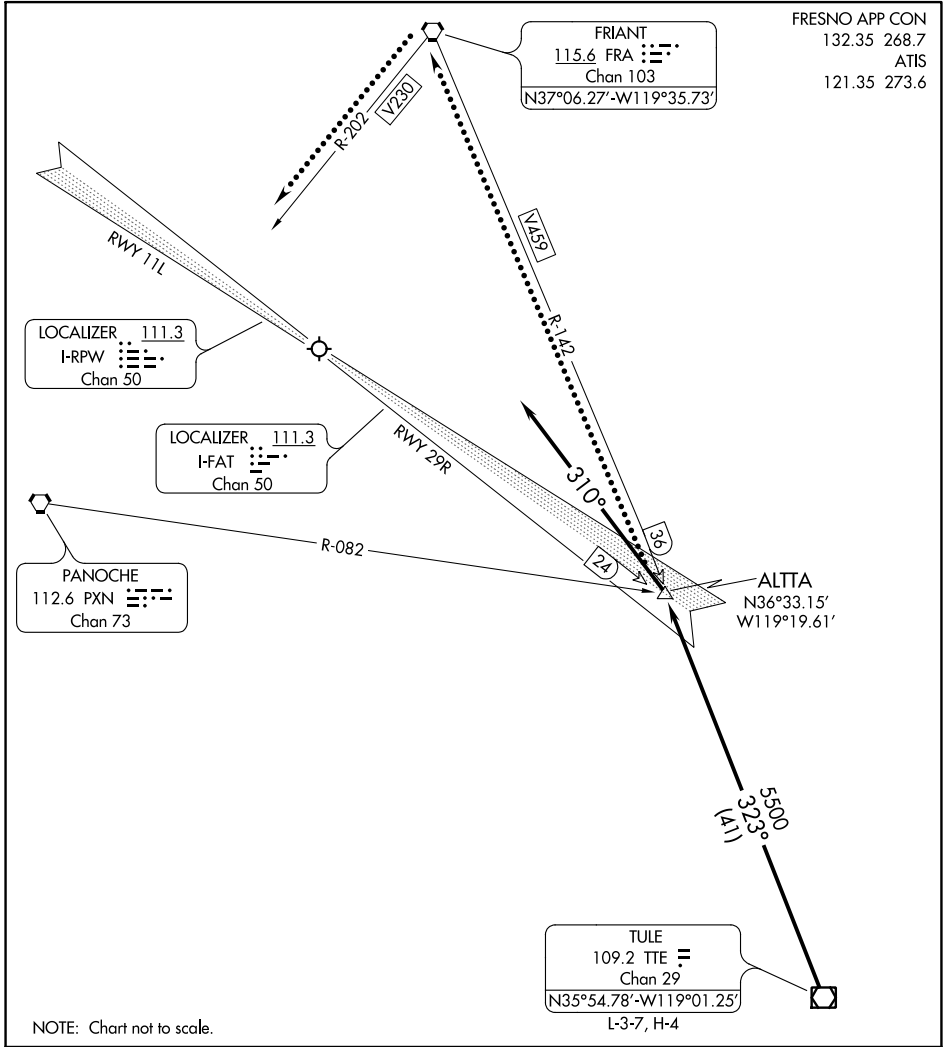 FRESNO APP CON
132.35 268.7
ATIS
121.35 273.6
FRIANT
115.6 FRA
Chan 103
N37°06.27'-W119°35.73'
R-202
V230
V459
R-142
RWY 11L
LOCALIZER 111.3
I-RPW
Chan 50
LOCALIZER 111.3
I-FAT
Chan 50
RWY 29R
310°
36
24
R-082
PANOCHE
112.6 PXN
Chan 73
ALTTA
N36°33.15'
W119°19.61'
5500
323°
(41)
TULE
109.2 TTE
Chan 29
N35°54.78'-W119°01.25'
L-3-7, H-4
NOTE: Chart not to scale.